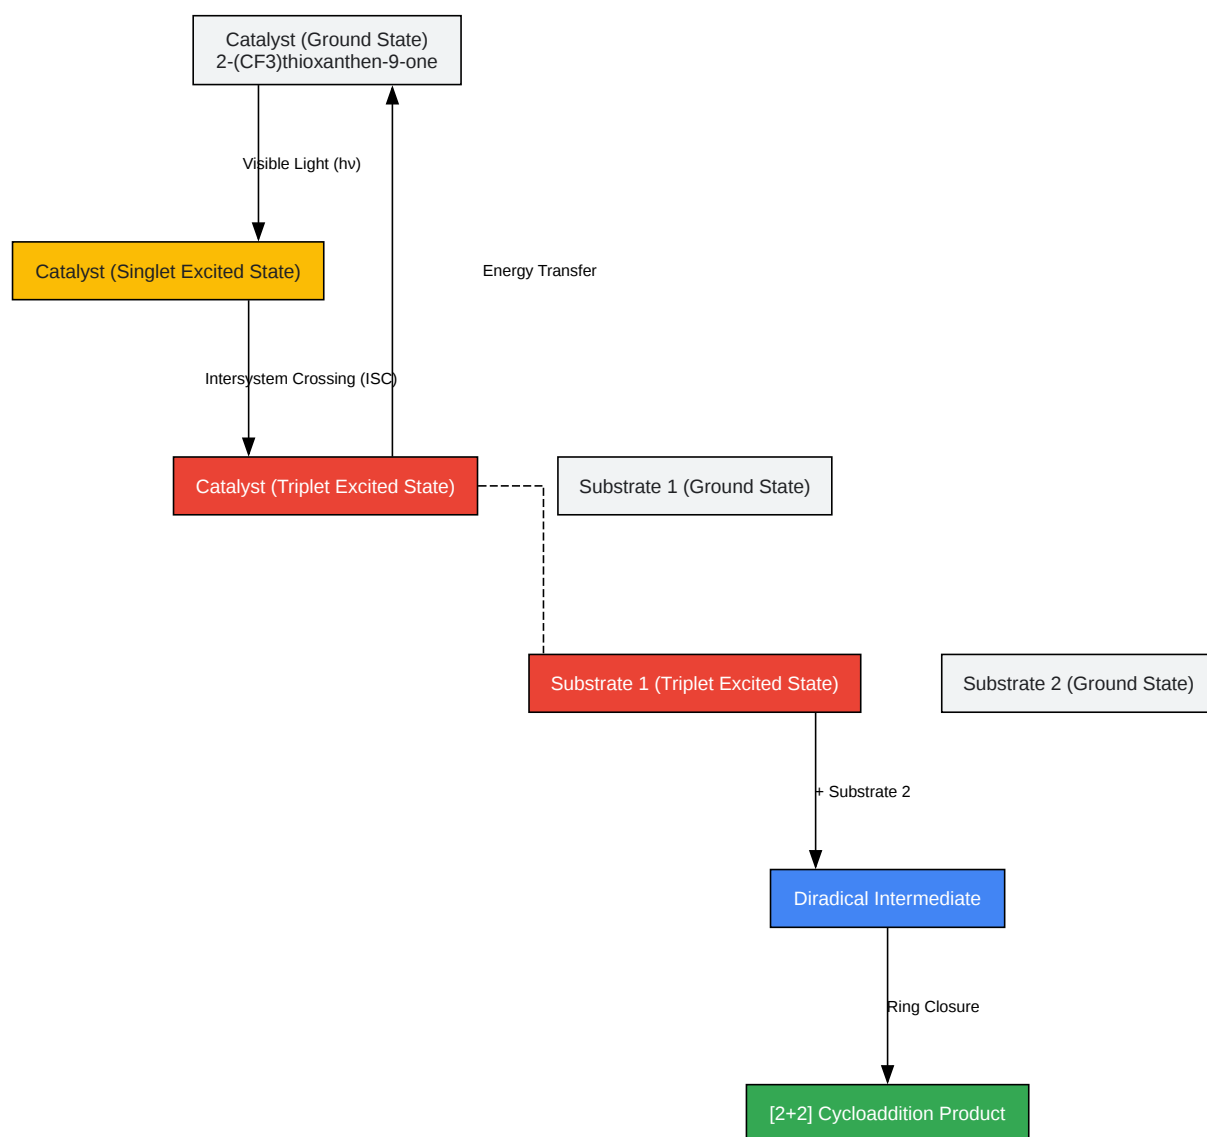 Catalyst (Ground State)
2-(CF3)thioxanthen-9-one
Visible Light (hν)
Catalyst (Singlet Excited State)
Energy Transfer
Intersystem Crossing (ISC)
Catalyst (Triplet Excited State)
Substrate 1 (Ground State)
Substrate 1 (Triplet Excited State)
Substrate 2 (Ground State)
+ Substrate 2
Diradical Intermediate
Ring Closure
[2+2] Cycloaddition Product